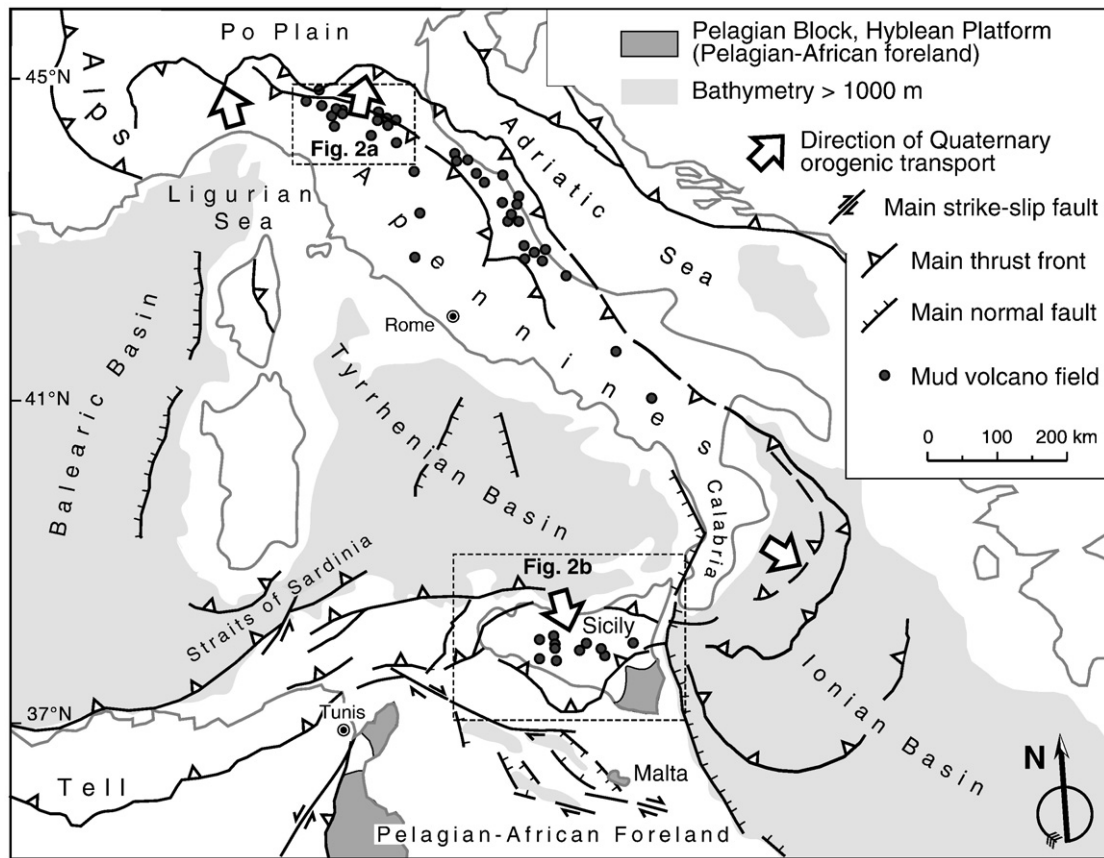 Po Plain
45°N
Alps
Fig. 2a
Ligurian
Sea
Apennines
Adriatic
Sea
Rome
Balearic Basin
41°N
Tyrrhenian Basin
Calabria
Straits of Sardinia
Fig. 2b
Sicily
Ionian Basin
37°N
Tunis
Tell
Malta
Pelagian-African Foreland
N
Pelagian Block, Hyblean Platform
(Pelagian-African foreland)
Bathymetry > 1000 m
Direction of Quaternary
orogenic transport
Main strike-slip fault
Main thrust front
Main normal fault
Mud volcano field
0 100 200 km